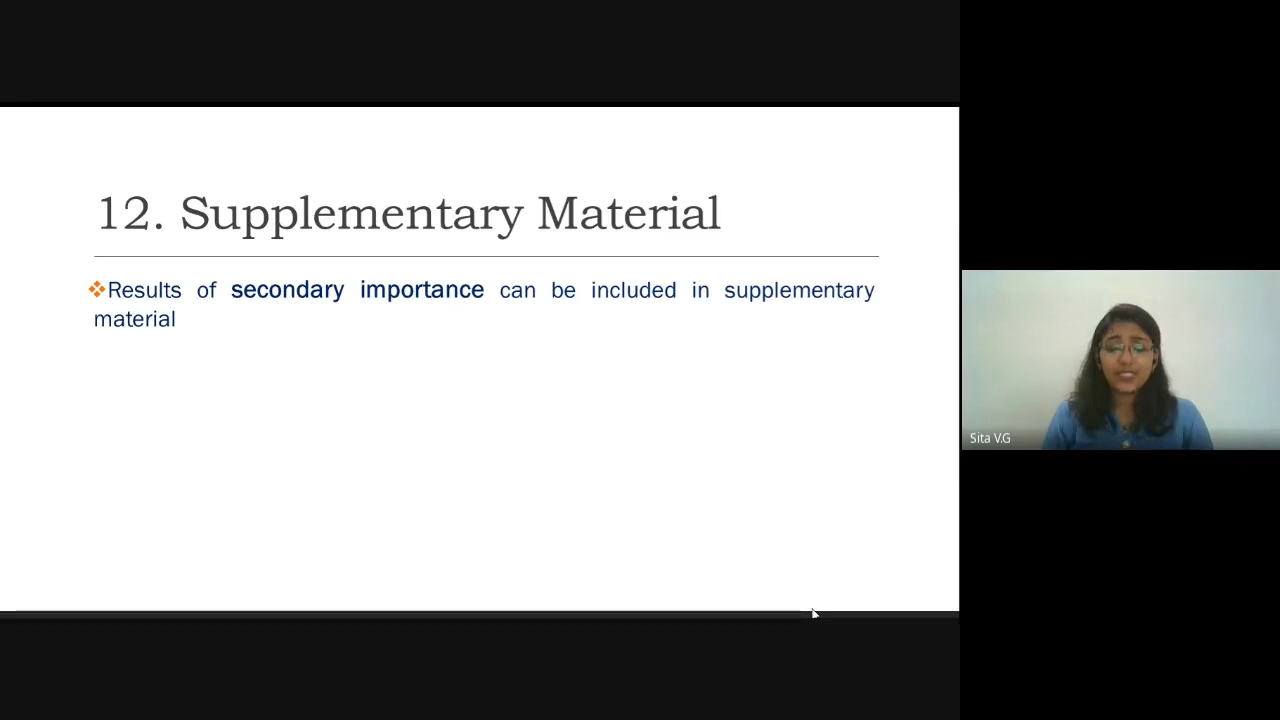 12. Supplementary Material
❖Results of secondary importance can be included in supplementary
material
Sita V.G